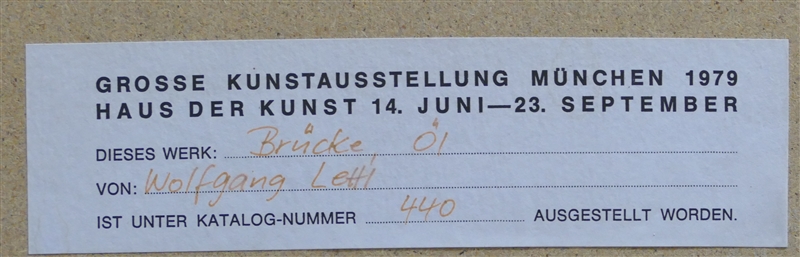 GROSSE KUNSTAUSSTELLUNG MÜNCHEN 1979
HAUS DER KUNST 14. JUNI—23. SEPTEMBER
DIESES WERK: Brücke, Öl
VON: Wolfgang Lettl
IST UNTER KATALOG-NUMMER 440 AUSGESTELLT WORDEN.